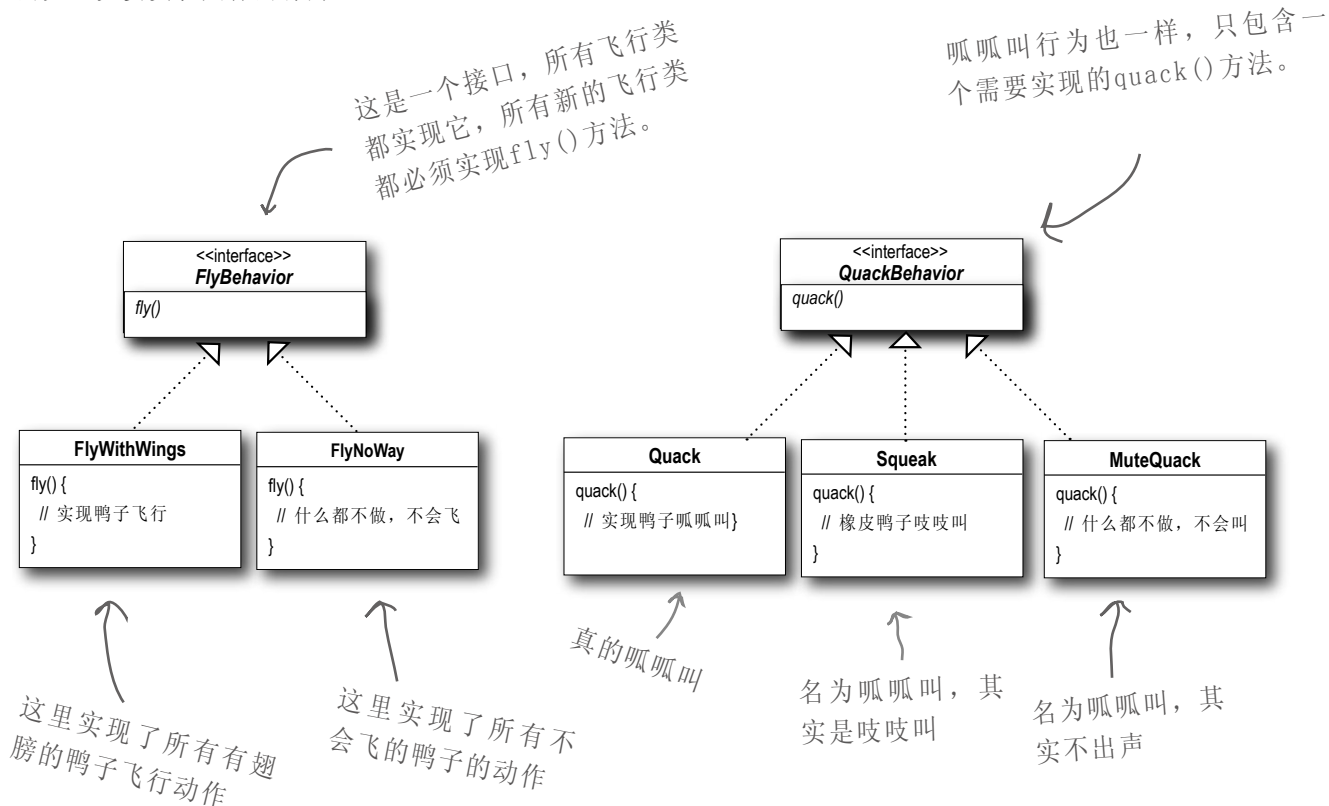 这是一个接口，所有飞行类
都实现它，所有新的飞行类
都必须实现fly()方法。
呱呱叫行为也一样，只包含一
个需要实现的quack()方法。
<<interface>>
FlyBehavior
fly()
<<interface>>
QuackBehavior
quack()
FlyWithWings
fly() {
// 实现鸭子飞行
}
FlyNoWay
fly() {
// 什么都不做，不会飞
}
Quack
quack() {
// 实现鸭子呱呱叫}
Squeak
quack() {
// 橡皮鸭子吱吱叫
}
MuteQuack
quack() {
// 什么都不做，不会叫
}
这里实现了所有有翅
膀的鸭子飞行动作
这里实现了所有不
会飞的鸭子的动作
真的呱呱叫
名为呱呱叫，其
实是吱吱叫
名为呱呱叫，其
实不出声